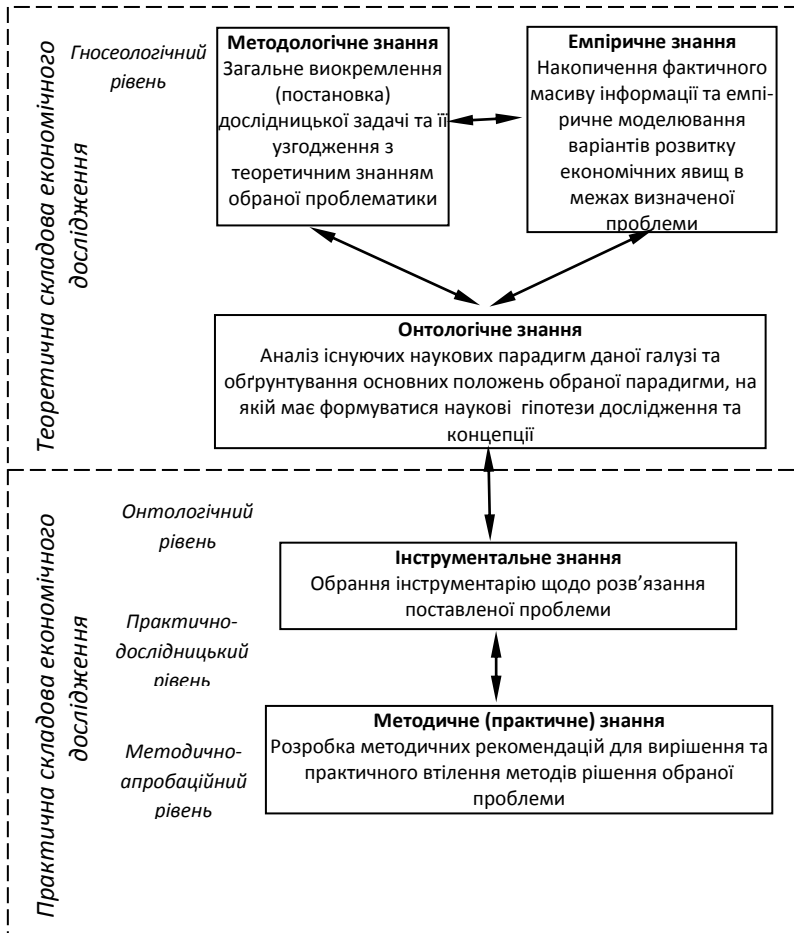 Теоретична складова економічного
дослідження
Гносеологічний
рівень
Методологічне знання
Загальне виокремлення
(постановка)
дослідницької задачі та її
узгодження з
теоретичним знанням
обраної проблематики
Емпіричне знання
Накопичення фактичного
масиву інформації та емпі-
ричне моделювання
варіантів розвитку
економічних явищ в
межах визначеної
проблеми
Онтологічне знання
Аналіз існуючих наукових парадигм даної галузі та
обґрунтування основних положень обраної парадигми, на
якій має формуватися наукові гіпотези дослідження та
концепції
Практична складова економічного
дослідження
Онтологічний
рівень
Інструментальне знання
Обрання інструментарію щодо розв’язання
поставленої проблеми
Практично-
дослідницький
рівень
Методично-
апробаційний
рівень
Методичне (практичне) знання
Розробка методичних рекомендацій для вирішення та
практичного втілення методів рішення обраної
проблеми